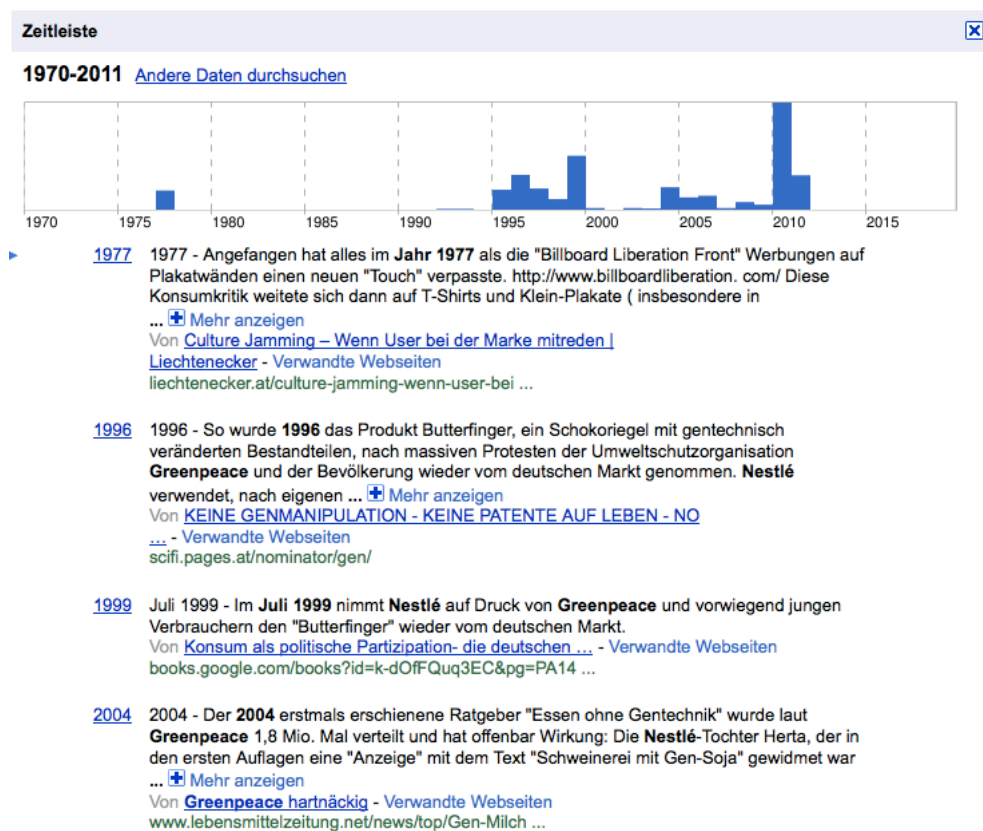 Zeitleiste
1970-2011 Andere Daten durchsuchen
1970 1975 1980 1985 1990 1995 2000 2005 2010 2015
1977 1977 - Angefangen hat alles im Jahr 1977 als die "Billboard Liberation Front" Werbungen auf
Plakatwänden einen neuen "Touch" verpasste. http://www.billboardliberation. com/ Diese
Konsumkritik weitete sich dann auf T-Shirts und Klein-Plakate ( insbesondere in
... Mehr anzeigen
Von Culture Jamming – Wenn User bei der Marke mitreden |
Liechtenecker - Verwandte Webseiten
liechtenecker.at/culture-jamming-wenn-user-bei ...
1996 1996 - So wurde 1996 das Produkt Butterfinger, ein Schokoriegel mit gentechnisch
veränderten Bestandteilen, nach massiven Protesten der Umweltschutzorganisation
Greenpeace und der Bevölkerung wieder vom deutschen Markt genommen. Nestlé
verwendet, nach eigenen ... Mehr anzeigen
Von KEINE GENMANIPULATION - KEINE PATENTE AUF LEBEN - NO
... - Verwandte Webseiten
scifi.pages.at/nominator/gen/
1999 Juli 1999 - Im Juli 1999 nimmt Nestlé auf Druck von Greenpeace und vorwiegend jungen
Verbrauchern den "Butterfinger" wieder vom deutschen Markt.
Von Konsum als politische Partizipation- die deutschen ... - Verwandte Webseiten
books.google.com/books?id=k-dOfFQuq3EC&pg=PA14 ...
2004 2004 - Der 2004 erstmals erschienene Ratgeber "Essen ohne Gentechnik" wurde laut
Greenpeace 1,8 Mio. Mal verteilt und hat offenbar Wirkung: Die Nestlé-Tochter Herta, der in
den ersten Auflagen eine "Anzeige" mit dem Text "Schweinerei mit Gen-Soja" gewidmet war
... Mehr anzeigen
Von Greenpeace hartnäckig - Verwandte Webseiten
www.lebensmittelzeitung.net/news/top/Gen-Milch ...